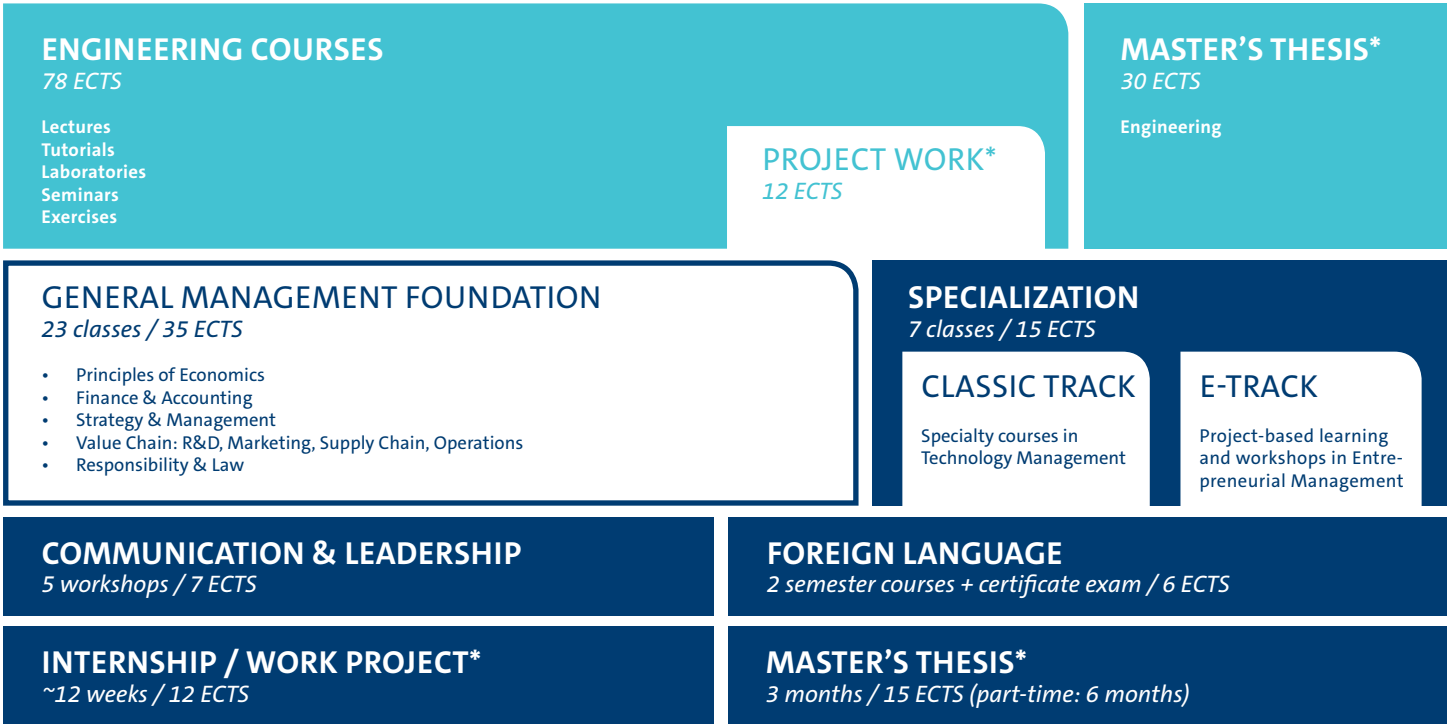 ENGINEERING COURSES
78 ECTS
Lectures
Tutorials
Laboratories
Seminars
Exercises
PROJECT WORK*
12 ECTS
MASTER’S THESIS*
30 ECTS
Engineering
GENERAL MANAGEMENT FOUNDATION
23 classes / 35 ECTS
• Principles of Economics
• Finance & Accounting
• Strategy & Management
• Value Chain: R&D, Marketing, Supply Chain, Operations
• Responsibility & Law
SPECIALIZATION
7 classes / 15 ECTS
CLASSIC TRACK
Specialty courses in
Technology Management
E-TRACK
Project-based learning
and workshops in Entre-
preneurial Management
COMMUNICATION & LEADERSHIP
5 workshops / 7 ECTS
FOREIGN LANGUAGE
2 semester courses + certificate exam / 6 ECTS
INTERNSHIP / WORK PROJECT*
~12 weeks / 12 ECTS
MASTER’S THESIS*
3 months / 15 ECTS (part-time: 6 months)